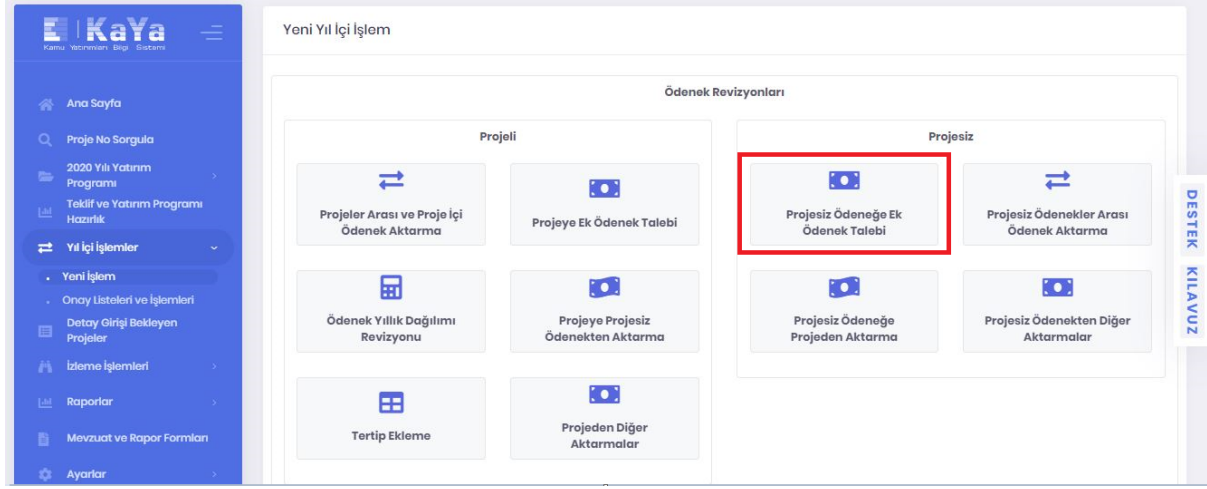 KaYa
Kamu Yatırımları Bilgi Sistemi
Ana Sayfa
Proje No Sorgula
2020 Yılı Yatırım
Programı
Teklif ve Yatırım Programı
Hazırlık
Yıl İçi İşlemler
Yeni İşlem
Onay Listeleri ve İşlemleri
Detay Girişi Bekleyen
Projeler
İzleme İşlemleri
Raporlar
Mevzuat ve Rapor Formları
Ayarlar
Yeni Yıl İçi İşlem
Ödenek Revizyonları
Projeli
Projeler Arası ve Proje İçi
Ödenek Aktarma
Projeye Ek Ödenek Talebi
Ödenek Yıllık Dağılımı
Revizyonu
Projeye Projesiz
Ödenekten Aktarma
Tertip Ekleme
Projeden Diğer
Aktarmalar
Projesiz
Projesiz Ödeneğe Ek
Ödenek Talebi
Projesiz Ödenekler Arası
Ödenek Aktarma
Projesiz Ödeneğe
Projeden Aktarma
Projesiz Ödenekten Diğer
Aktarmalar
DESTEK
KILAVUZ